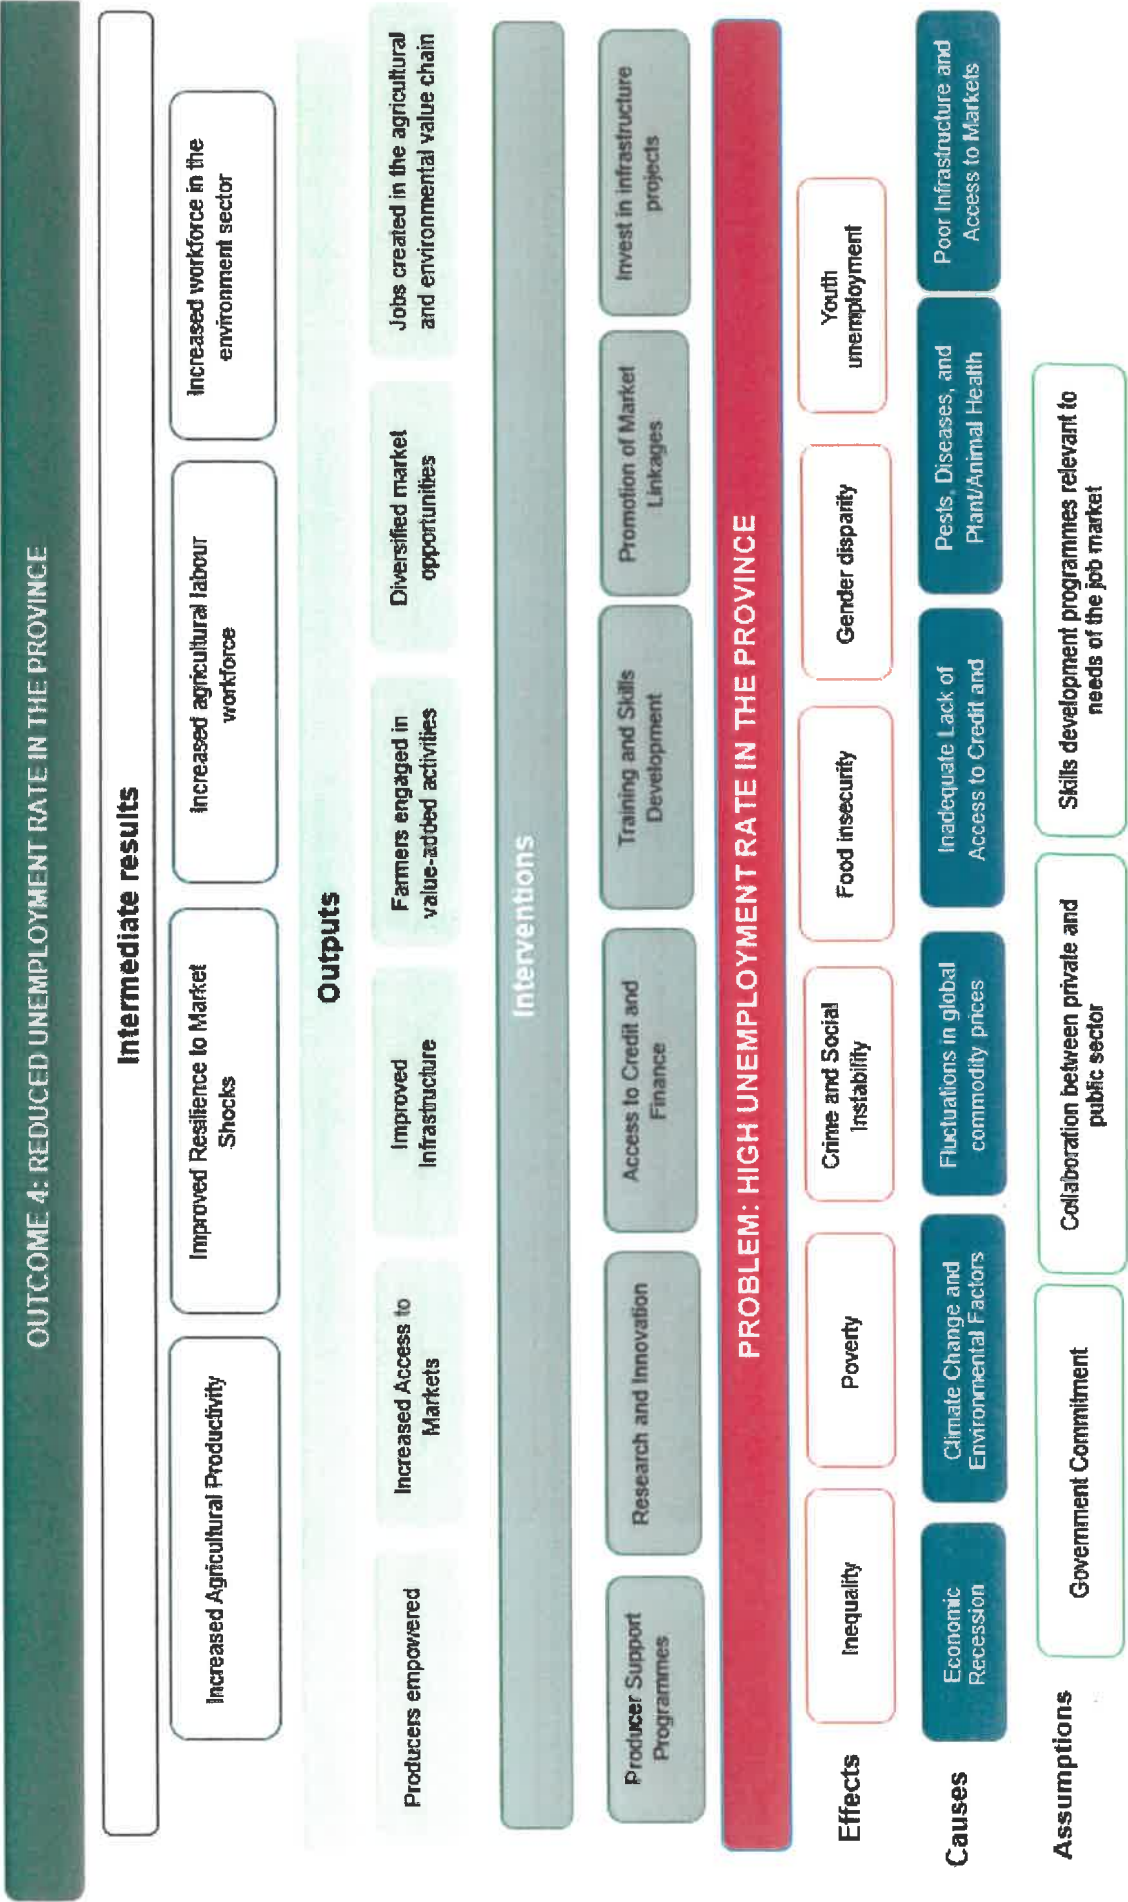 OUTCOME 4: REDUCED UNEMPLOYMENT RATE IN THE PROVINCE
Intermediate results
Increased Agricultural Productivity
Improved Resilience to Market
Shocks
Increased agricultural labour
workforce
Increased workforce in the
environment sector
Outputs
Producers empowered
Increased Access to
Markets
Improved
Infrastructure
Farmers engaged in
value-added activities
Diversified market
opportunities
Jobs created in the agricultural
and environmental value chain
Interventions
Producer Support
Programmes
Research and Innovation
Access to Credit and
Finance
Training and Skills
Development
Promotion of Market
Linkages
Invest in infrastructure
projects
PROBLEM: HIGH UNEMPLOYMENT RATE IN THE PROVINCE
Effects
Inequality
Poverty
Crime and Social
Instability
Food insecurity
Gender disparity
Youth
unemployment
Causes
Economic
Recession
Climate Change and
Environmental Factors
Fluctuations in global
commodity prices
Inadequate Lack of
Access to Credit and
Pests, Diseases, and
Plant/Animal Health
Poor Infrastructure and
Access to Markets
Assumptions
Government Commitment
Collaboration between private and
public sector
Skills development programmes relevant to
needs of the job market